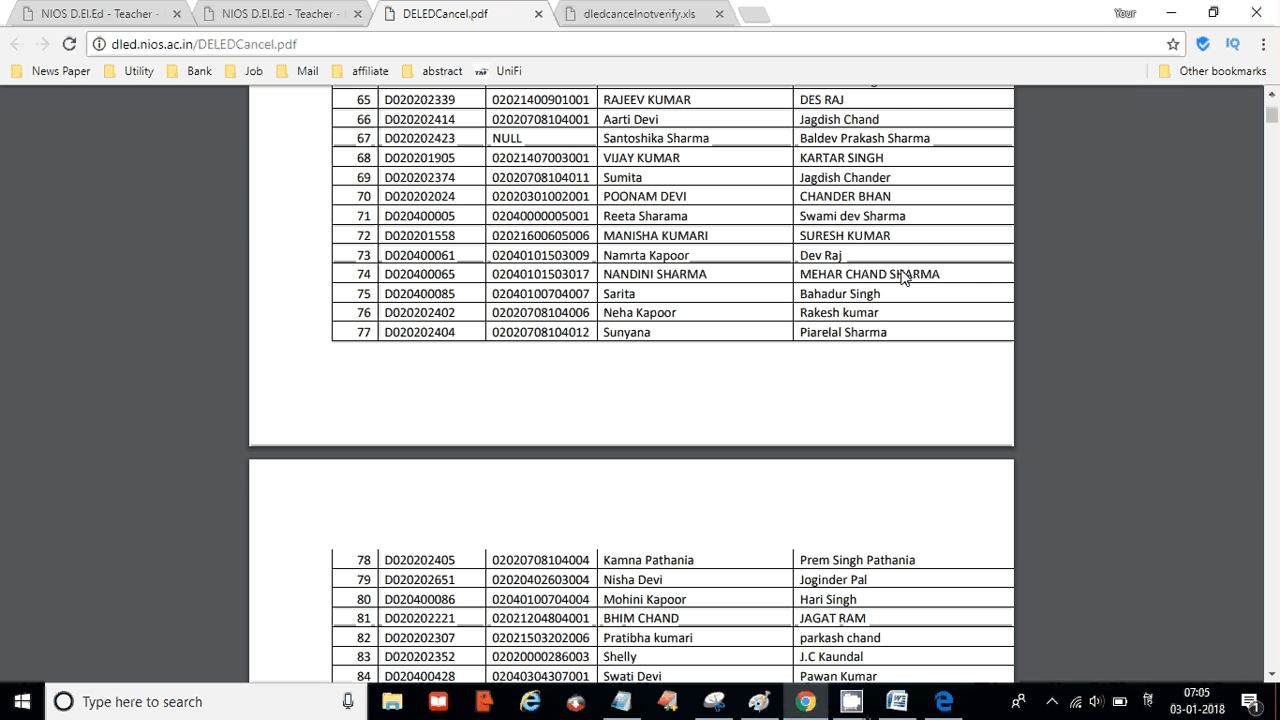 NIOS D.El.Ed - Teacher - NIOS D.El.Ed - Teacher - DELEDCancel.pdf dledcancelnotverify.xls Your
dled.nios.ac.in/DELEDCancel.pdf
News Paper Utility Bank Job Mail affiliate abstract UniFi Other bookmarks
65 D020202339 02021400901001 RAJEEV KUMAR DES RAJ
66 D020202414 02020708104001 Aarti Devi Jagdish Chand
67 D020202423 NULL Santoshika Sharma Baldev Prakash Sharma
68 D020201905 02021407003001 VIJAY KUMAR KARTAR SINGH
69 D020202374 02020708104011 Sumita Jagdish Chander
70 D020202024 02020301002001 POONAM DEVI CHANDER BHAN
71 D020400005 02040000005001 Reeta Sharama Swami dev Sharma
72 D020201558 02021600605006 MANISHA KUMARI SURESH KUMAR
73 D020400061 02040101503009 Namrta Kapoor Dev Raj
74 D020400065 02040101503017 NANDINI SHARMA MEHAR CHAND SHARMA
75 D020400085 02040100704007 Sarita Bahadur Singh
76 D020202402 02020708104006 Neha Kapoor Rakesh kumar
77 D020202404 02020708104012 Sunyana Piarelal Sharma
78 D020202405 02020708104004 Kamna Pathania Prem Singh Pathania
79 D020202651 02020402603004 Nisha Devi Joginder Pal
80 D020400086 02040100704004 Mohini Kapoor Hari Singh
81 D020202221 02021204804001 BHIM CHAND JAGAT RAM
82 D020202307 02021503202006 Pratibha kumari parkash chand
83 D020202352 02020000286003 Shelly J.C Kaundal
84 D020400428 02040304307001 Swati Devi Pawan Kumar
Type here to search 07:05
03-01-2018